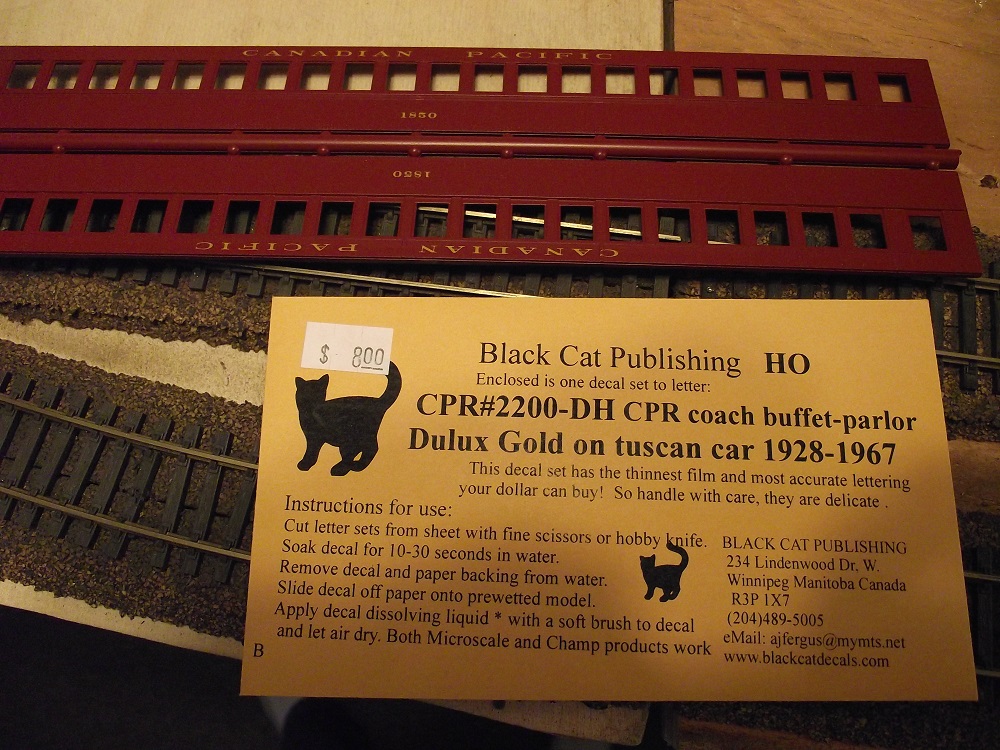 CANADIAN PACIFIC
1850
1850
CANADIAN PACIFIC
$ 8.00
Black Cat Publishing HO
Enclosed is one decal set to letter:
CPR#2200-DH CPR coach buffet-parlor
Dulux Gold on tuscan car 1928-1967
This decal set has the thinnest film and most accurate lettering
your dollar can buy! So handle with care, they are delicate .
Instructions for use:
Cut letter sets from sheet with fine scissors or hobby knife.
Soak decal for 10-30 seconds in water.
Remove decal and paper backing from water.
Slide decal off paper onto prewetted model.
Apply decal dissolving liquid * with a soft brush to decal
and let air dry. Both Microscale and Champ products work
B
BLACK CAT PUBLISHING
234 Lindenwood Dr, W.
Winnipeg Manitoba Canada
R3P 1X7
(204)489-5005
eMail: ajfergus@mymts.net
www.blackcatdecals.com